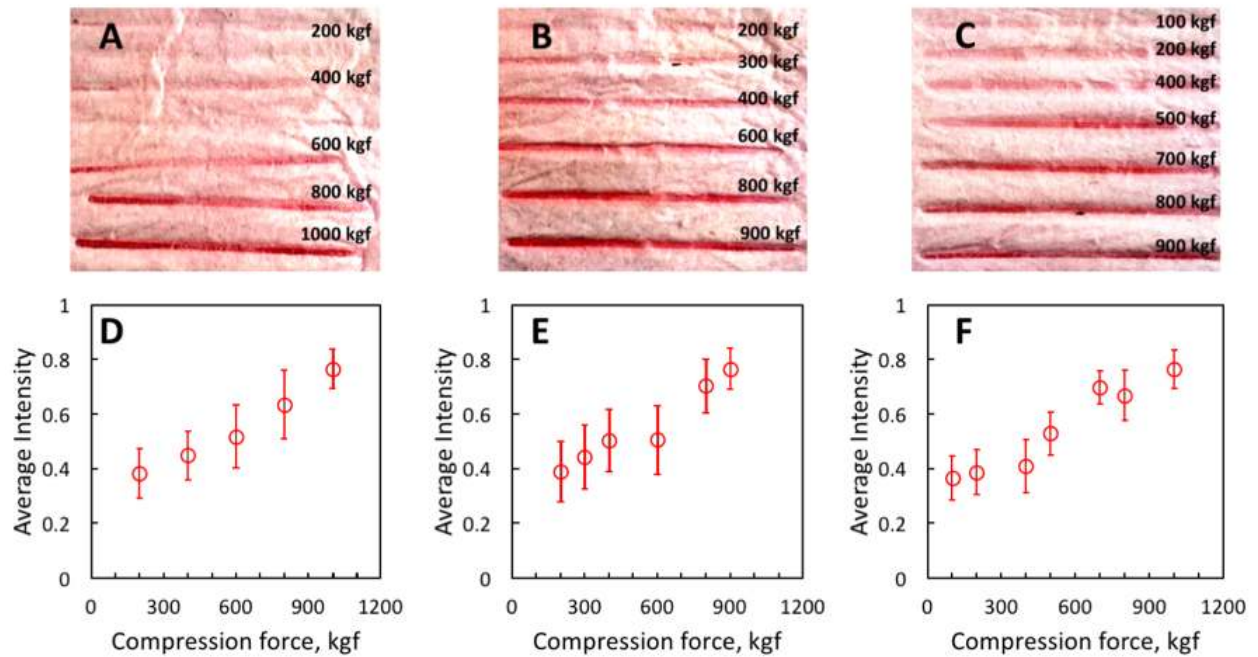 A
200 kgf
400 kgf
600 kgf
800 kgf
1000 kgf
B
200 kgf
300 kgf
400 kgf
600 kgf
800 kgf
900 kgf
C
100 kgf
200 kgf
400 kgf
500 kgf
700 kgf
800 kgf
900 kgf
D
1
0.8
0.6
0.4
0.2
0
Average Intensity
0 300 600 900 1200
Compression force, kgf
E
1
0.8
0.6
0.4
0.2
0
Average Intensity
0 300 600 900 1200
Compression force, kgf
F
1
0.8
0.6
0.4
0.2
0
Average Intensity
0 300 600 900 1200
Compression force, kgf